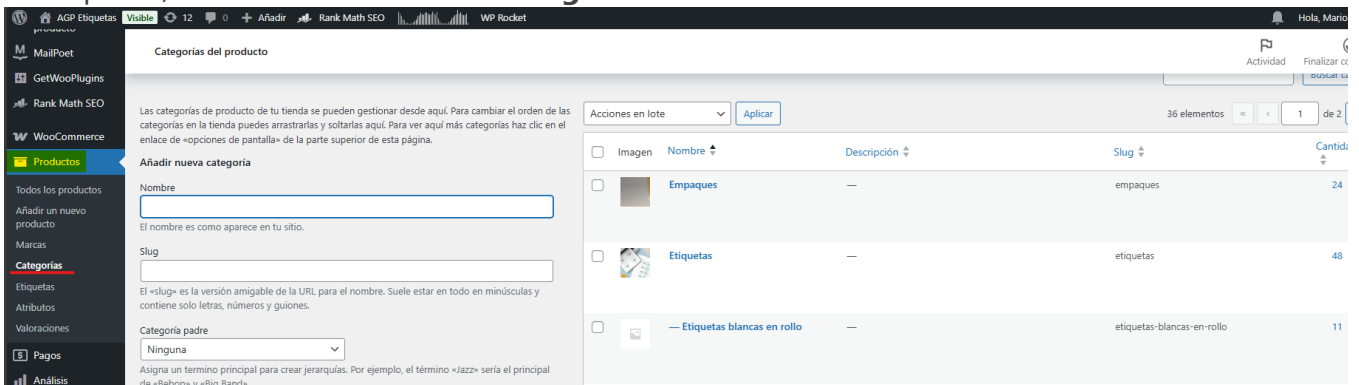 AGP Etiquetas Visible 12 0 + Añadir Rank Math SEO WP Rocket Hola, Mario
MailPoet
GetWooPlugins
Rank Math SEO
WooCommerce
Productos
Todos los productos
Añadir un nuevo
producto
Marcas
Categorías
Etiquetas
Atributos
Valoraciones
Pagos
Análisis
Categorías del producto
Actividad
Las categorías de producto de tu tienda se pueden gestionar desde aquí. Para cambiar el orden de las
categorías en la tienda puedes arrastrarlas y soltarlas aquí. Para ver aquí más categorías haz clic en el
enlace de «opciones de pantalla» de la parte superior de esta página.
Añadir nueva categoría
Nombre
El nombre es como aparece en tu sitio.
Slug
El «slug» es la versión amigable de la URL para el nombre. Suele estar en todo en minúsculas y
contiene solo letras, números y guiones.
Categoría padre
Ninguna
Asigna un termino principal para crear jerarquías. Por ejemplo, el término «Jazz» sería el principal
de «Bebop» y «Big Band».
Acciones en lote Aplicar 36 elementos « ‹ 1 de 2
Imagen Nombre Descripción Slug
Empaques — empaques 24
Etiquetas — etiquetas 48
— Etiquetas blancas en rollo — etiquetas-blancas-en-rollo 11